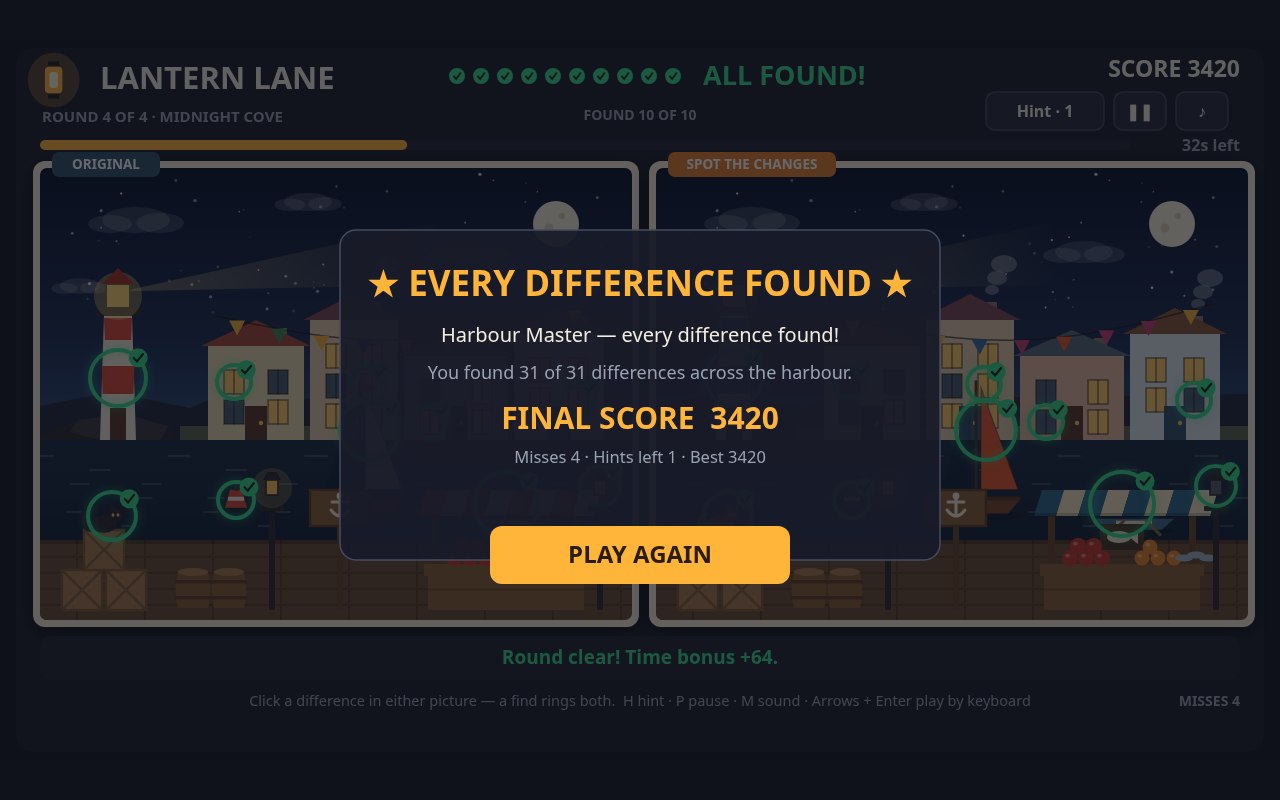 LANTERN LANE
ALL FOUND!
SCORE 3420
ROUND 4 OF 4 · MIDNIGHT COVE
FOUND 10 OF 10
Hint · 1
32s left
ORIGINAL
SPOT THE CHANGES
★ EVERY DIFFERENCE FOUND ★
Harbour Master — every difference found!
You found 31 of 31 differences across the harbour.
FINAL SCORE 3420
Misses 4 · Hints left 1 · Best 3420
PLAY AGAIN
Round clear! Time bonus +64.
Click a difference in either picture — a find rings both. H hint · P pause · M sound · Arrows + Enter play by keyboard
MISSES 4